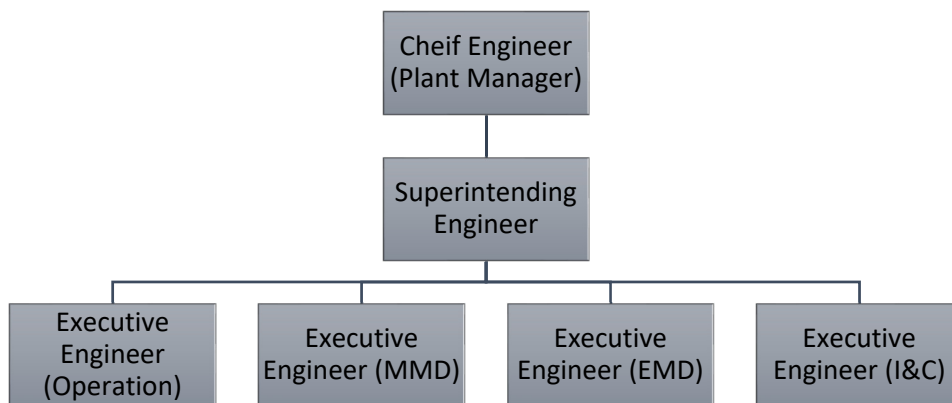 Cheif Engineer
(Plant Manager)
Superintending
Engineer
Executive
Engineer
(Operation)
Executive
Engineer (MMD)
Executive
Engineer (EMD)
Executive
Engineer (I&C)